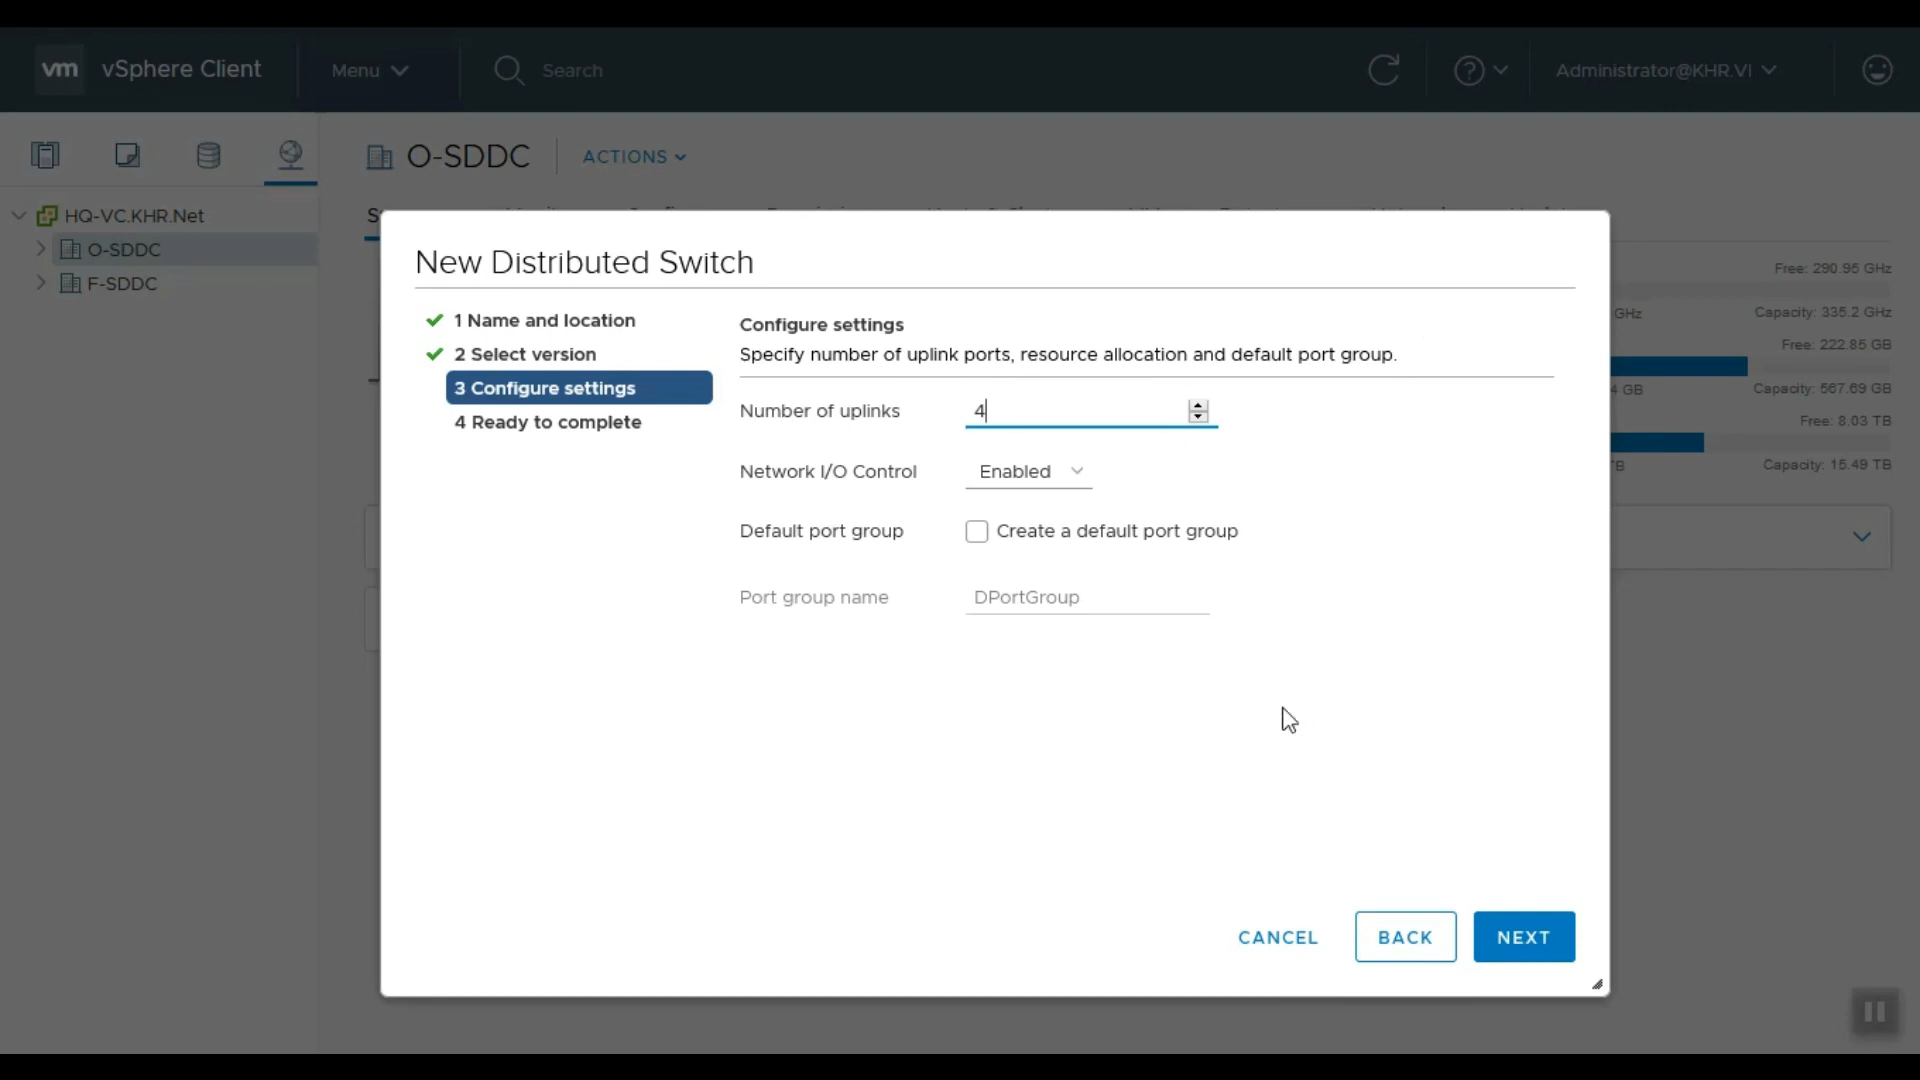 vm vSphere Client Menu Search Administrator@KHR.VI
O-SDDC ACTIONS
HQ-VC.KHR.Net
O-SDDC
F-SDDC
New Distributed Switch
1 Name and location
2 Select version
3 Configure settings
4 Ready to complete
Configure settings
Specify number of uplink ports, resource allocation and default port group.
Number of uplinks 4
Network I/O Control Enabled
Default port group Create a default port group
Port group name DPortGroup
CANCEL BACK NEXT
Free: 290.95 GHz
GHz Capacity: 335.2 GHz
Free: 222.85 GB
4 GB Capacity: 567.69 GB
Free: 8.03 TB
Capacity: 15.49 TB